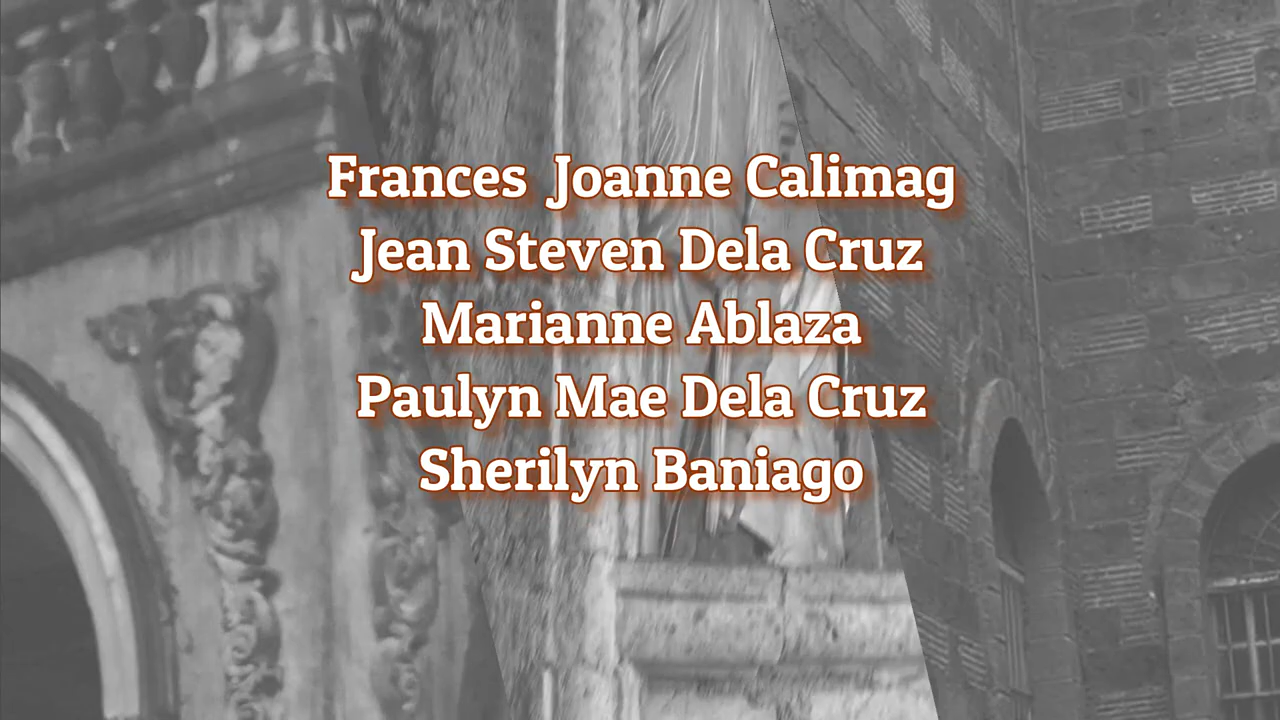 Frances Joanne Calimag
Jean Steven Dela Cruz
Marianne Ablaza
Paulyn Mae Dela Cruz
Sherilyn Baniago